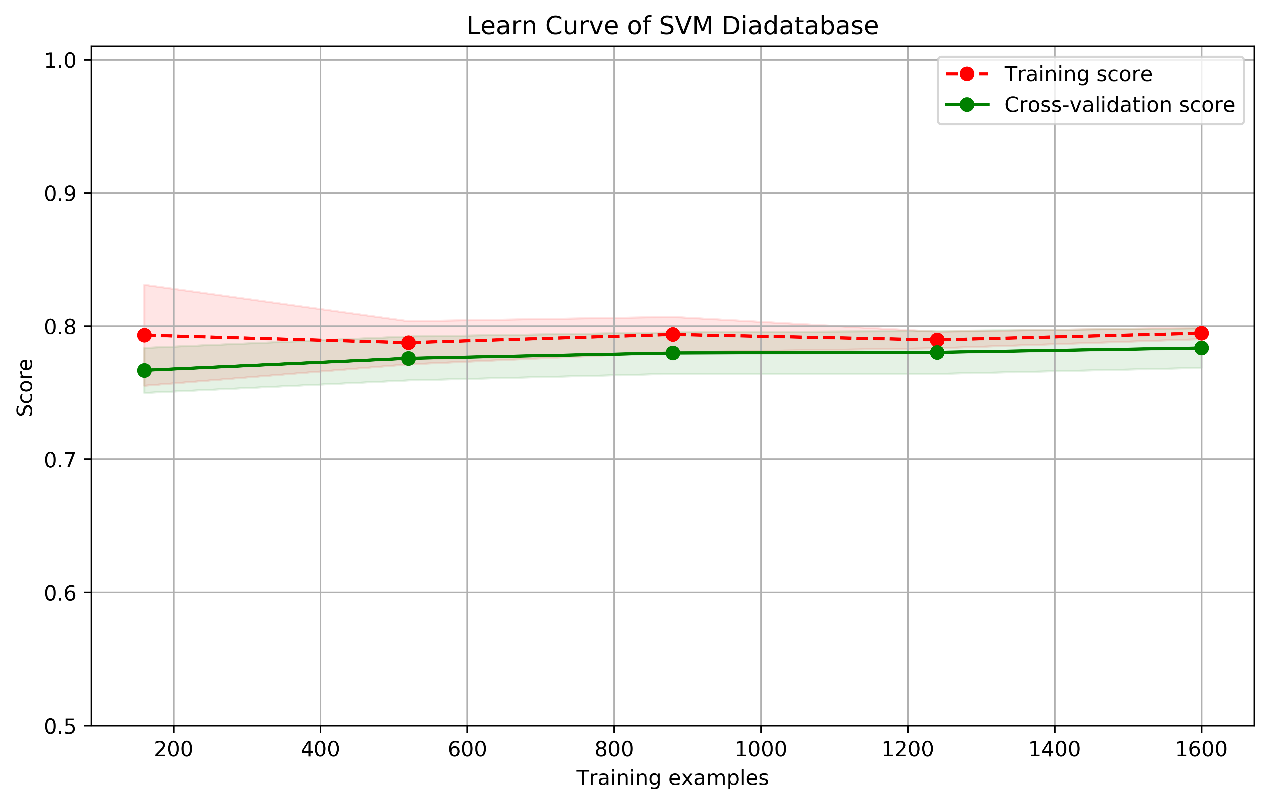 Learn Curve of SVM Diadatabase
Training score
Cross-validation score
1.0
0.9
0.8
0.7
0.6
0.5
Score
200 400 600 800 1000 1200 1400 1600
Training examples